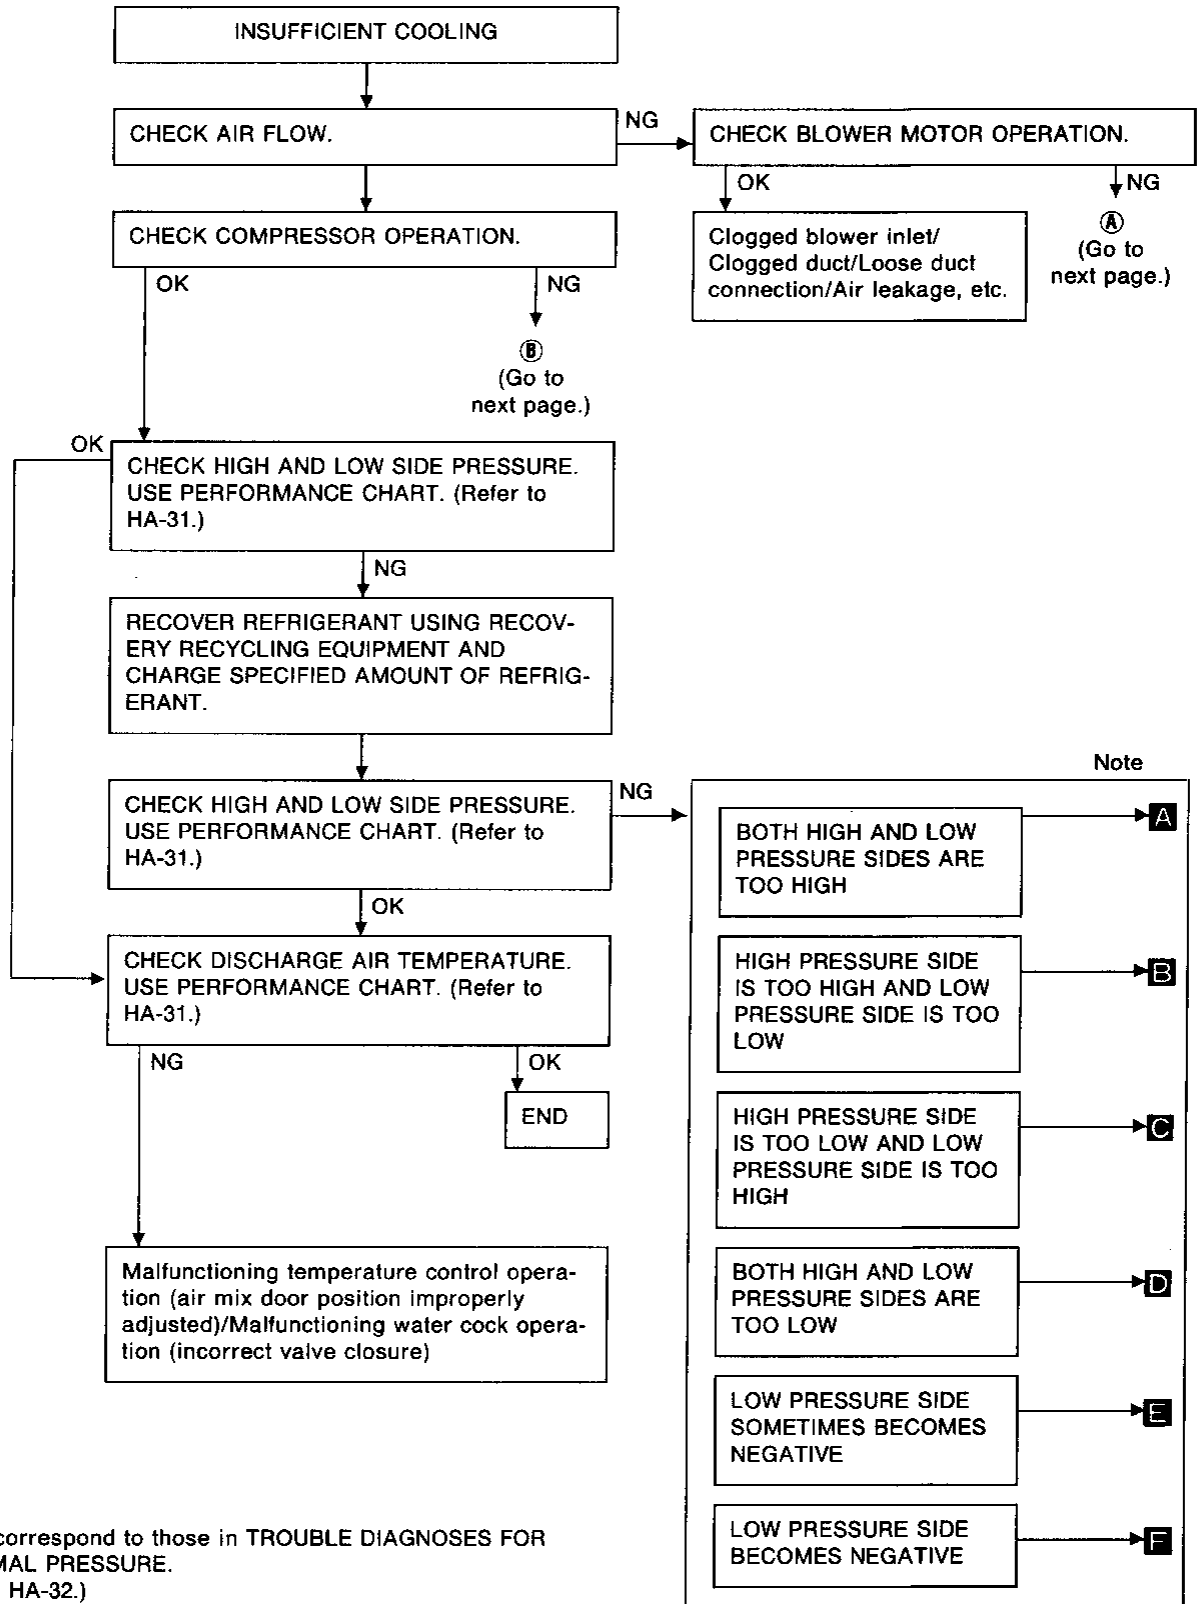 INSUFFICIENT COOLING
CHECK AIR FLOW.
NG
CHECK BLOWER MOTOR OPERATION.
OK
NG
CHECK COMPRESSOR OPERATION.
Clogged blower inlet/
Clogged duct/Loose duct
connection/Air leakage, etc.
Ⓐ
(Go to
next page.)
OK
NG
Ⓑ
(Go to
next page.)
OK
CHECK HIGH AND LOW SIDE PRESSURE.
USE PERFORMANCE CHART. (Refer to
HA-31.)
NG
RECOVER REFRIGERANT USING RECOV-
ERY RECYCLING EQUIPMENT AND
CHARGE SPECIFIED AMOUNT OF REFRIG-
ERANT.
CHECK HIGH AND LOW SIDE PRESSURE.
USE PERFORMANCE CHART. (Refer to
HA-31.)
NG
OK
CHECK DISCHARGE AIR TEMPERATURE.
USE PERFORMANCE CHART. (Refer to
HA-31.)
NG
OK
END
Malfunctioning temperature control opera-
tion (air mix door position improperly
adjusted)/Malfunctioning water cock opera-
tion (incorrect valve closure)
Note
BOTH HIGH AND LOW
PRESSURE SIDES ARE
TOO HIGH
A
HIGH PRESSURE SIDE
IS TOO HIGH AND LOW
PRESSURE SIDE IS TOO
LOW
B
HIGH PRESSURE SIDE
IS TOO LOW AND LOW
PRESSURE SIDE IS TOO
HIGH
C
BOTH HIGH AND LOW
PRESSURE SIDES ARE
TOO LOW
D
LOW PRESSURE SIDE
SOMETIMES BECOMES
NEGATIVE
E
LOW PRESSURE SIDE
BECOMES NEGATIVE
F
correspond to those in TROUBLE DIAGNOSES FOR
MAL PRESSURE.
HA-32.)